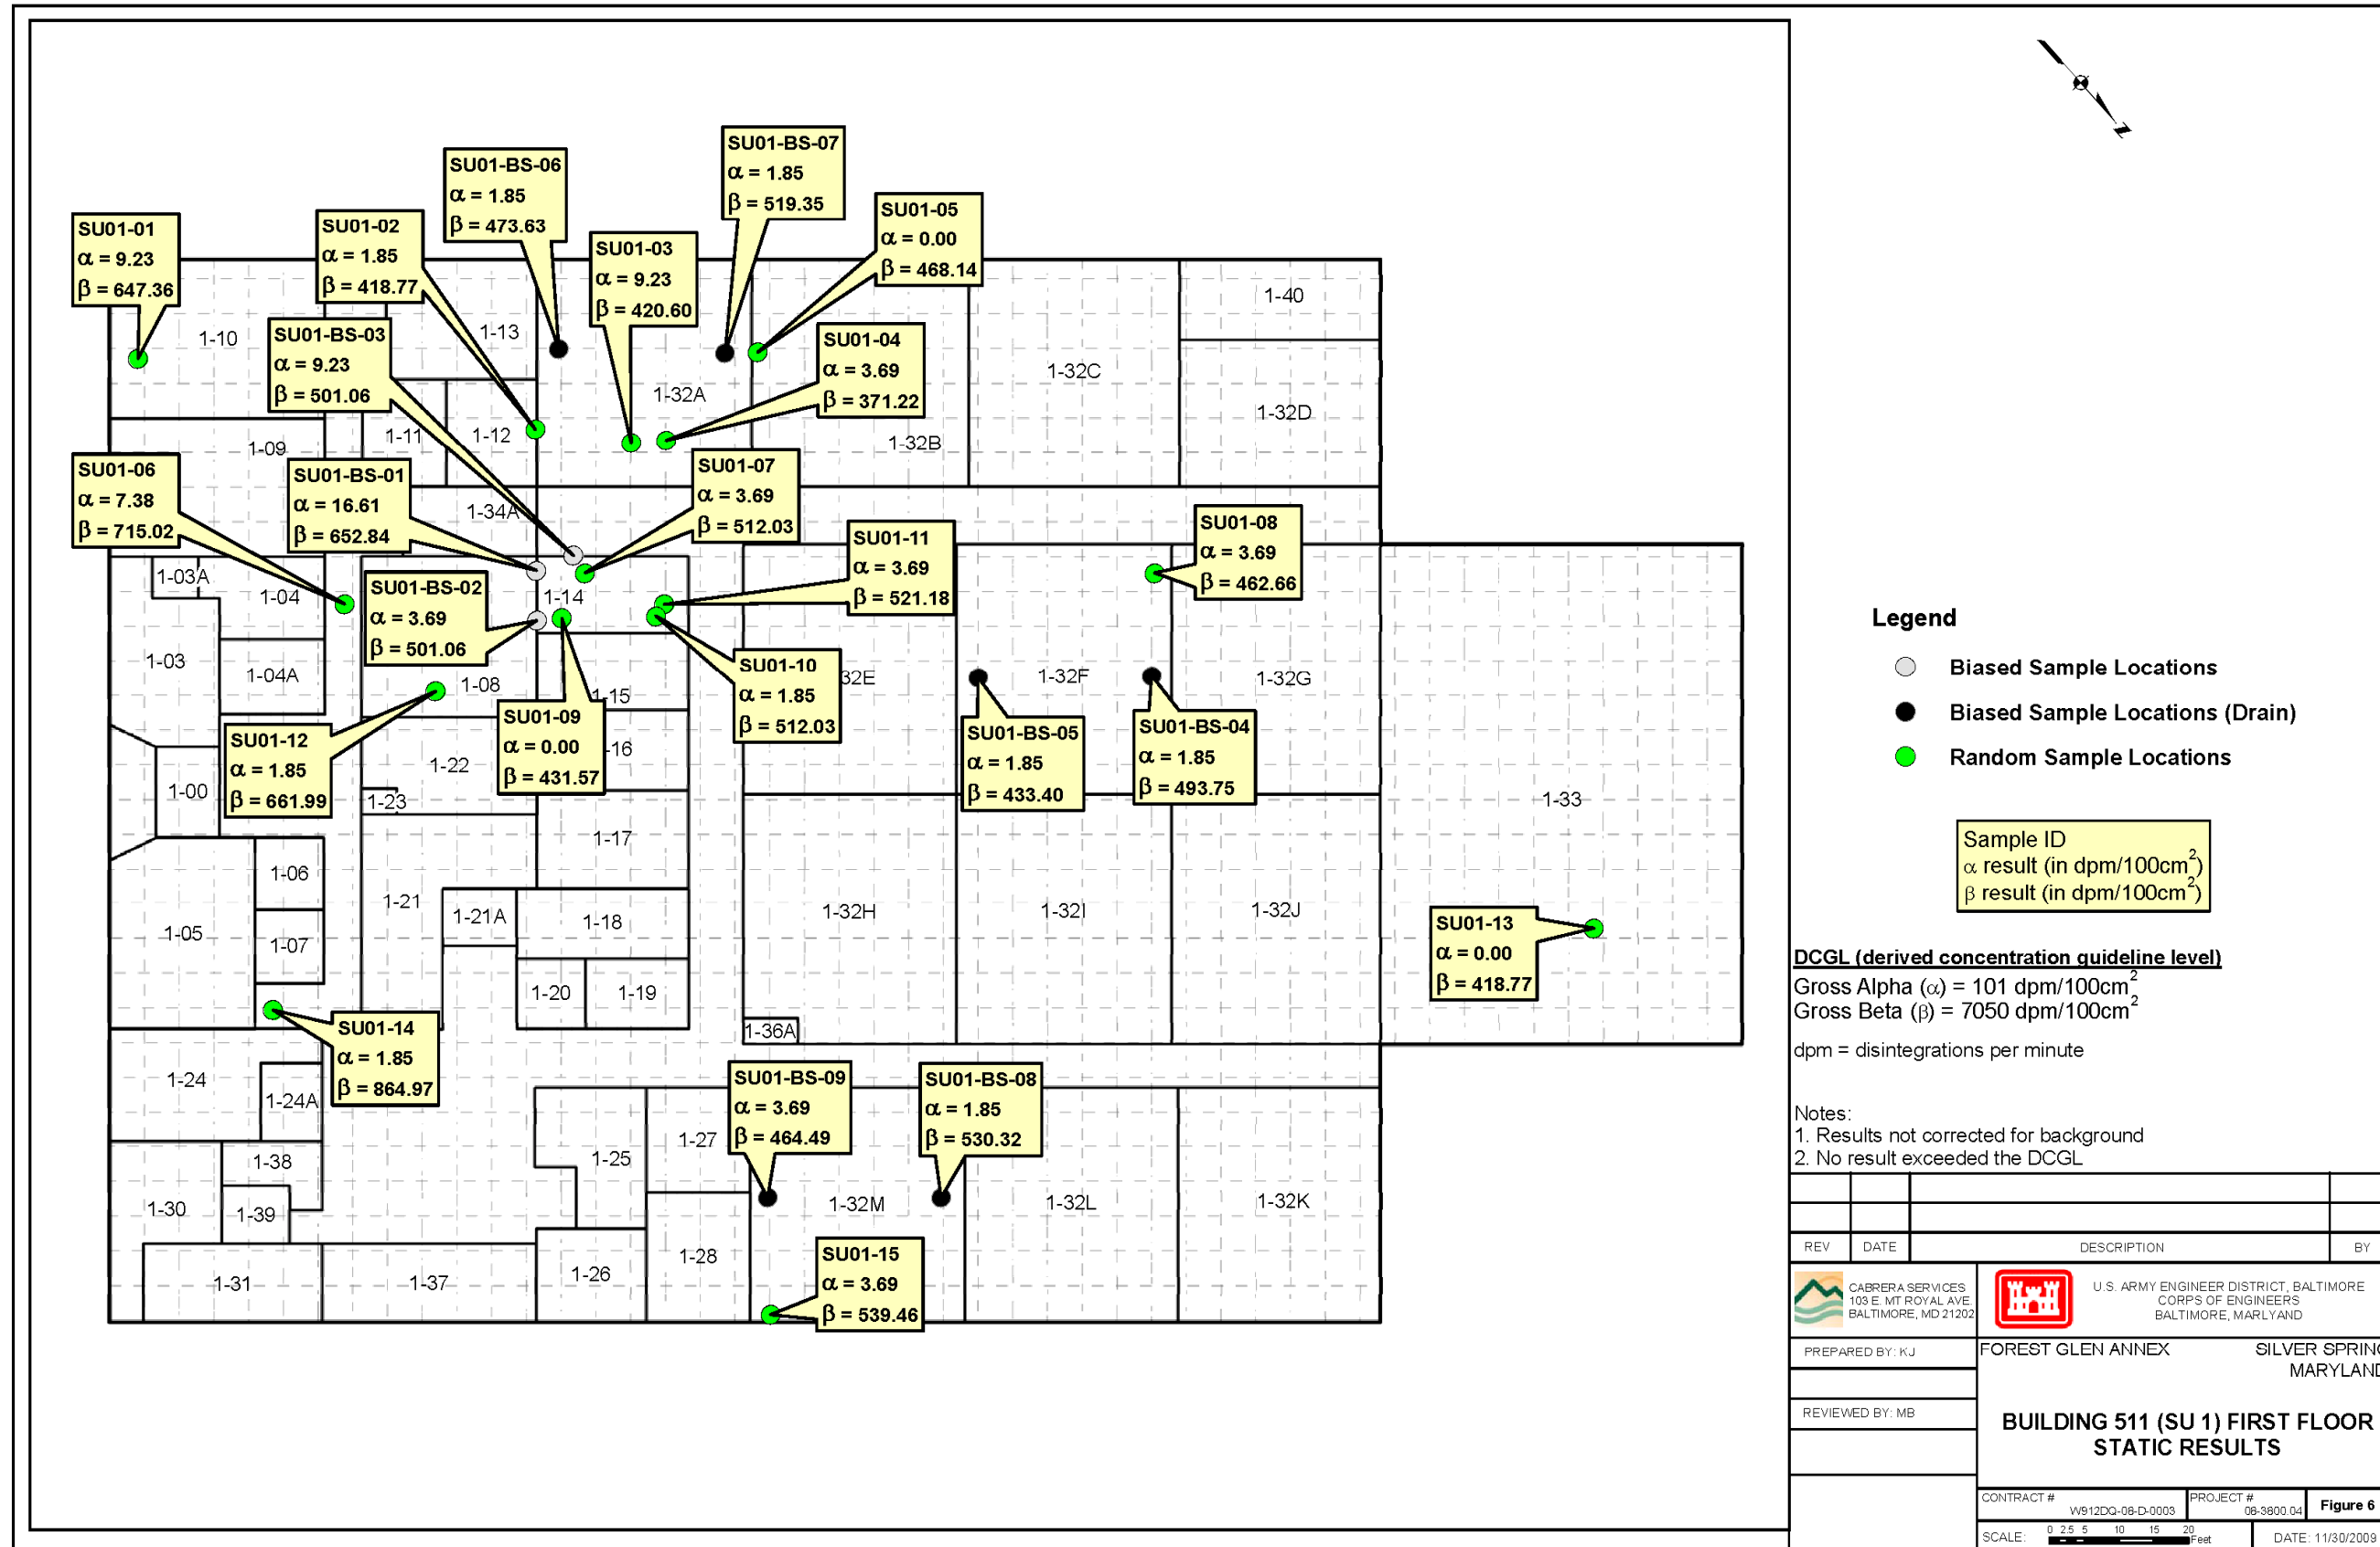 SU01-BS-07
α = 1.85
β = 519.35
SU01-BS-06
α = 1.85
β = 473.63
SU01-05
α = 0.00
β = 468.14
SU01-01
α = 9.23
β = 647.36
SU01-02
α = 1.85
β = 418.77
SU01-03
α = 9.23
β = 420.60
SU01-BS-03
α = 9.23
β = 501.06
SU01-04
α = 3.69
β = 371.22
SU01-06
α = 7.38
β = 715.02
SU01-BS-01
α = 16.61
β = 652.84
SU01-07
α = 3.69
β = 512.03
SU01-11
α = 3.69
β = 521.18
SU01-08
α = 3.69
β = 462.66
SU01-BS-02
α = 3.69
β = 501.06
SU01-10
α = 1.85
β = 512.03
SU01-09
α = 0.00
β = 431.57
SU01-12
α = 1.85
β = 661.99
SU01-BS-05
α = 1.85
β = 433.40
SU01-BS-04
α = 1.85
β = 493.75
SU01-13
α = 0.00
β = 418.77
SU01-14
α = 1.85
β = 864.97
SU01-BS-09
α = 3.69
β = 464.49
SU01-BS-08
α = 1.85
β = 530.32
SU01-15
α = 3.69
β = 539.46
1-10
1-13
1-40
1-32C
1-32A
1-32D
1-11
1-12
1-32B
1-09
1-34A
1-03A
1-04
1-14
1-03
1-04A
1-08
1-15
32E
1-32F
1-32G
-16
1-22
1-00
1-23
1-33
1-17
1-06
1-21
1-21A
1-18
1-32H
1-32I
1-32J
1-05
1-07
1-20
1-19
1-36A
1-24
1-24A
1-27
1-25
1-38
1-30
1-39
1-32M
1-32L
1-32K
1-28
1-26
1-31
1-37
N
Legend
Biased Sample Locations
Biased Sample Locations (Drain)
Random Sample Locations
Sample ID
α result (in dpm/100cm²)
β result (in dpm/100cm²)
DCGL (derived concentration guideline level)
Gross Alpha (α) = 101 dpm/100cm²
Gross Beta (β) = 7050 dpm/100cm²
dpm = disintegrations per minute
Notes:
1. Results not corrected for background
2. No result exceeded the DCGL
REV DATE DESCRIPTION BY
CABRERA SERVICES
103 E. MT ROYAL AVE.
BALTIMORE, MD 21202
U.S. ARMY ENGINEER DISTRICT, BALTIMORE
CORPS OF ENGINEERS
BALTIMORE, MARLYAND
PREPARED BY: KJ
FOREST GLEN ANNEX SILVER SPRING
MARYLAND
REVIEWED BY: MB
BUILDING 511 (SU 1) FIRST FLOOR
STATIC RESULTS
CONTRACT #
W912DQ-08-D-0003
PROJECT #
08-3800.04
Figure 6
SCALE: 0 2.5 5 10 15 20
Feet
DATE: 11/30/2009